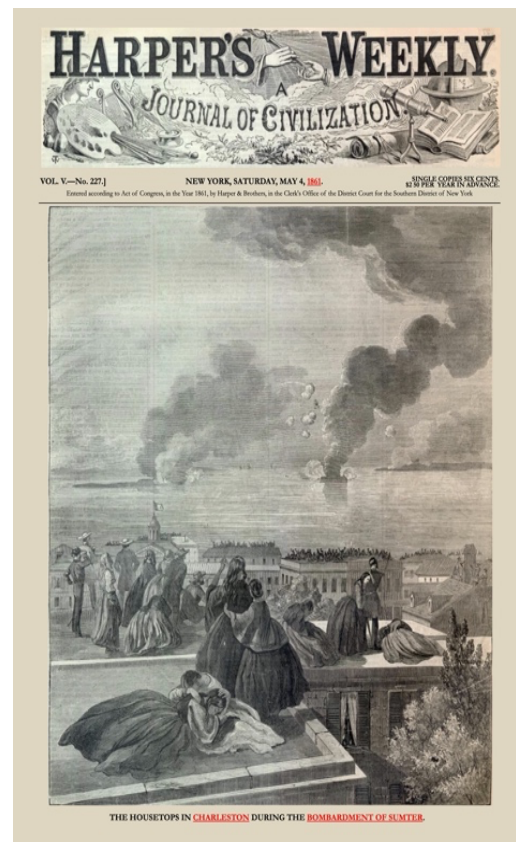 HARPER'S WEEKLY.
A
JOURNAL OF CIVILIZATION.
VOL. V.—No. 227.] NEW YORK, SATURDAY, MAY 4, 1861. SINGLE COPIES SIX CENTS.
$2 50 PER YEAR IN ADVANCE.
Entered according to Act of Congress, in the Year 1861, by Harper & Brothers, in the Clerk's Office of the District Court for the Southern District of New York
THE HOUSETOPS IN CHARLESTON DURING THE BOMBARDMENT OF SUMTER.